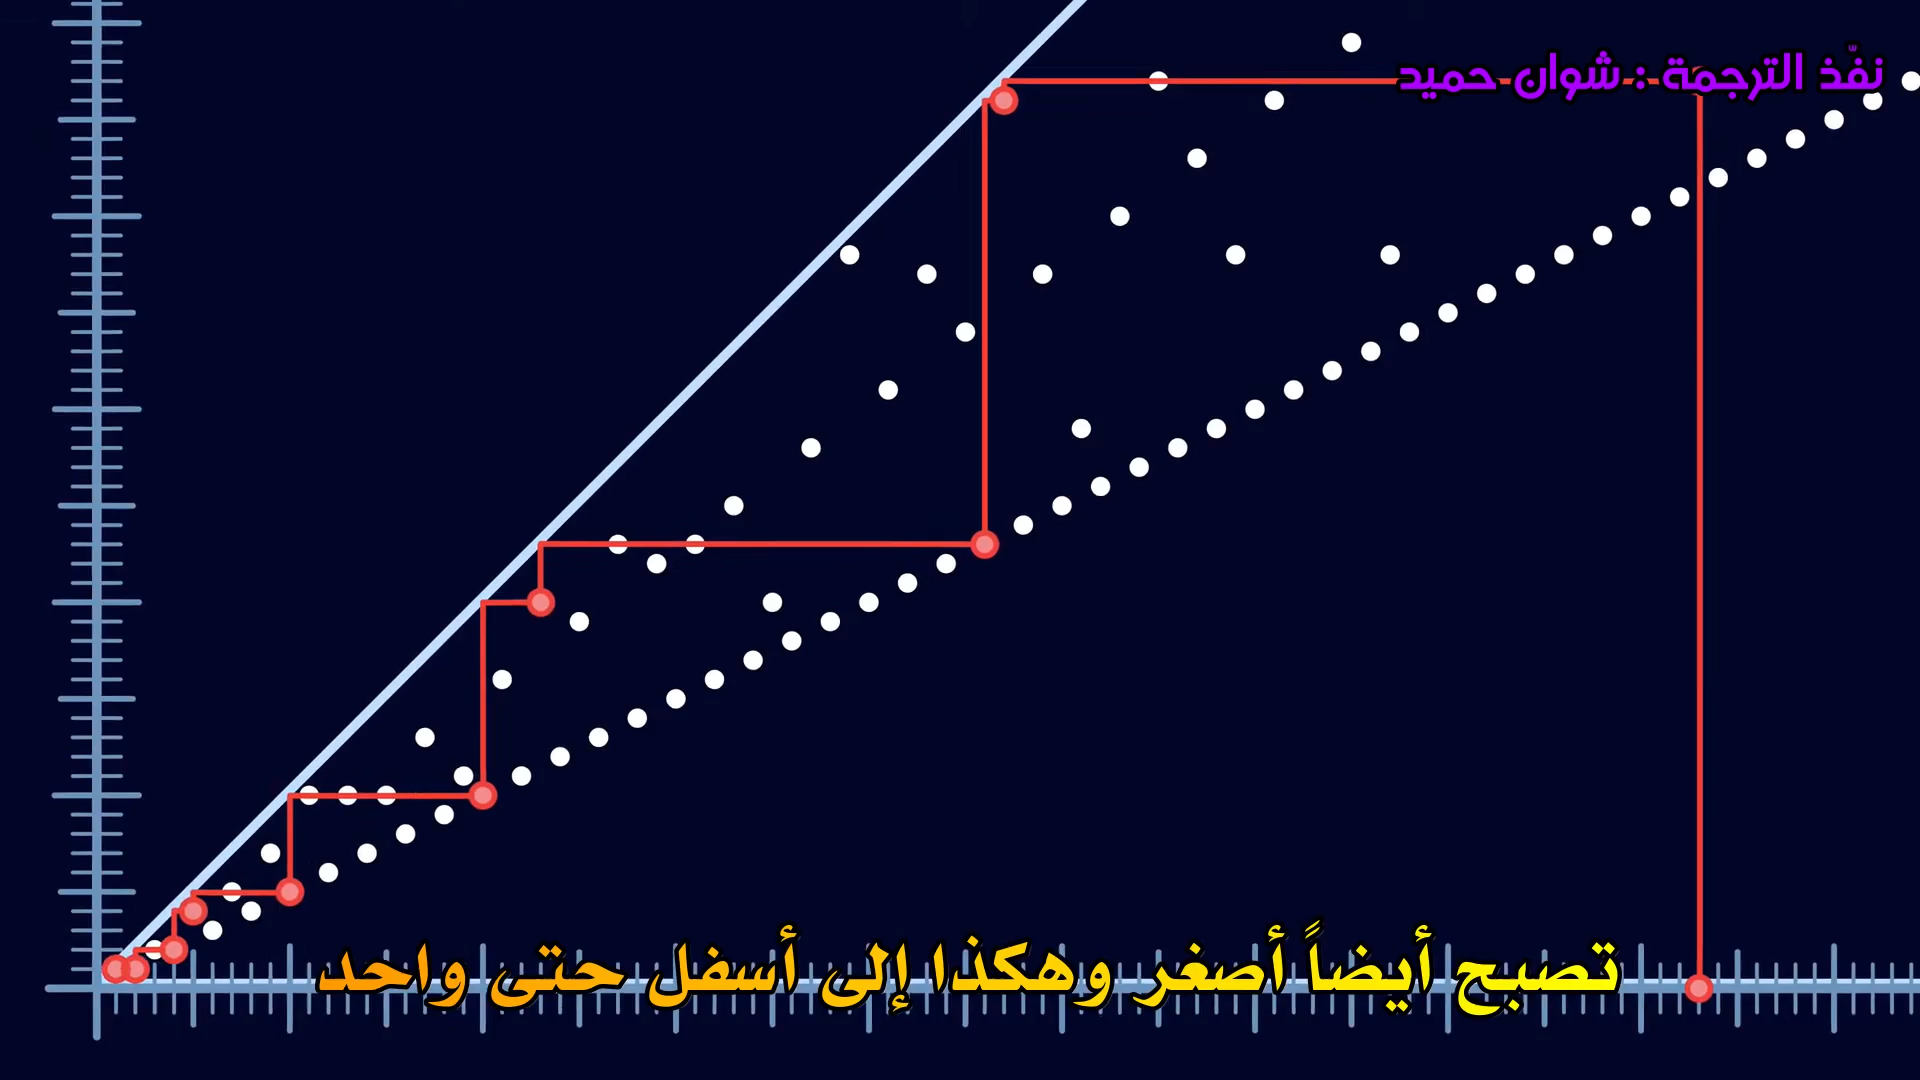 نفّذ الترجمة : شوان حميد
تصبح أيضاً أصغر وهكذا إلى أسفل حتى واحد